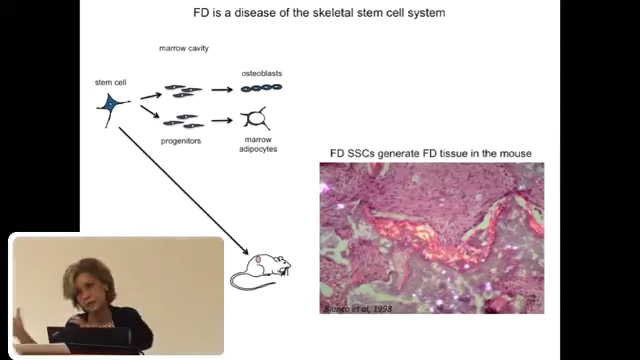 FD is a disease of the skeletal stem cell system
marrow cavity
stem cell
osteoblasts
progenitors
marrow
adipocytes
FD SSCs generate FD tissue in the mouse
Bianco et al, 1998